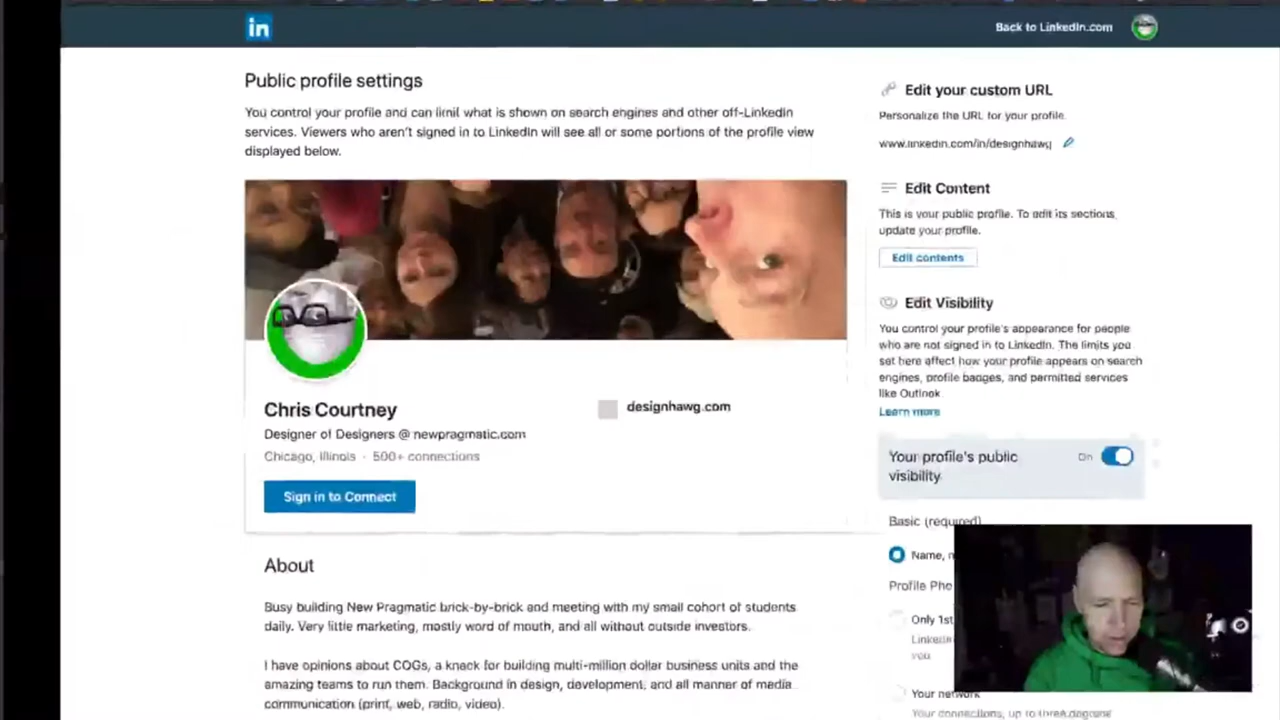 in
Back to LinkedIn.com
Public profile settings
You control your profile and can limit what is shown on search engines and other off-LinkedIn
services. Viewers who aren't signed in to LinkedIn will see all or some portions of the profile view
displayed below.
Chris Courtney
Designer of Designers @ newpragmatic.com
Chicago, Illinois · 500+ connections
designhawg.com
Sign in to Connect
About
Busy building New Pragmatic brick-by-brick and meeting with my small cohort of students
daily. Very little marketing, mostly word of mouth, and all without outside investors.
I have opinions about COGs, a knack for building multi-million dollar business units and the
amazing teams to run them. Background in design, development, and all manner of media
communication (print, web, radio, video).
Edit your custom URL
Personalize the URL for your profile.
www.linkedin.com/in/designhawg
Edit Content
This is your public profile. To edit its sections,
update your profile.
Edit contents
Edit Visibility
You control your profile's appearance for people
who are not signed in to LinkedIn. The limits you
set here affect how your profile appears on search
engines, profile badges, and permitted services
like Outlook
Learn more
Your profile's public
visibility
On
Basic (required)
Name, n
Profile Pho
Only 1st
LinkedIn
you
Your network
Your connections, up to three degrees